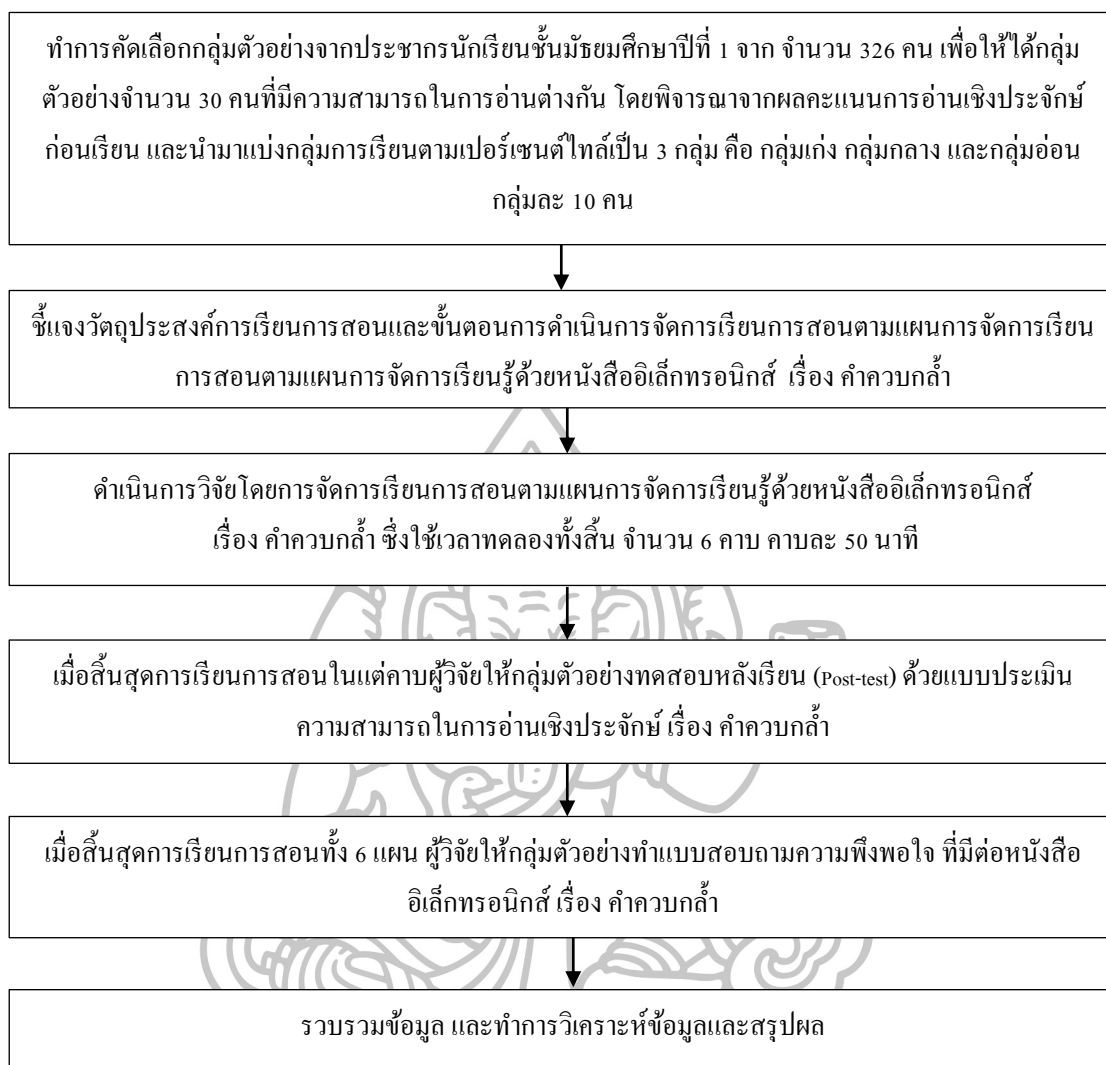 ทำการคัดเลือกกลุ่มตัวอย่างจากประชากรนักเรียนชั้นมัธยมศึกษาปีที่ 1 จาก จำนวน 326 คน เพื่อให้ได้กลุ่ม
ตัวอย่างจำนวน 30 คนที่มีความสามารถในการอ่านต่างกัน โดยพิจารณาจากผลคะแนนการอ่านเชิงประจักษ์
ก่อนเรียน และนำมาแบ่งกลุ่มการเรียนตามเปอร์เซนต์ไทล์เป็น 3 กลุ่ม คือ กลุ่มเก่ง กลุ่มกลาง และกลุ่มอ่อน
กลุ่มละ 10 คน
ชี้แจงวัตถุประสงค์การเรียนการสอนและขั้นตอนการดำเนินการจัดการเรียนการสอนตามแผนการจัดการเรียน
การสอนตามแผนการจัดการเรียนรู้ด้วยหนังสืออิเล็กทรอนิกส์ เรื่อง คำควบกล้ำ
ดำเนินการวิจัยโดยการจัดการเรียนการสอนตามแผนการจัดการเรียนรู้ด้วยหนังสืออิเล็กทรอนิกส์
เรื่อง คำควบกล้ำ ซึ่งใช้เวลาทดลองทั้งสิ้น จำนวน 6 คาบ คาบละ 50 นาที
เมื่อสิ้นสุดการเรียนการสอนในแต่คาบผู้วิจัยให้กลุ่มตัวอย่างทดสอบหลังเรียน (Post-test) ด้วยแบบประเมิน
ความสามารถในการอ่านเชิงประจักษ์ เรื่อง คำควบกล้ำ
เมื่อสิ้นสุดการเรียนการสอนทั้ง 6 แผน ผู้วิจัยให้กลุ่มตัวอย่างทำแบบสอบถามความพึงพอใจ ที่มีต่อหนังสือ
อิเล็กทรอนิกส์ เรื่อง คำควบกล้ำ
รวบรวมข้อมูล และทำการวิเคราะห์ข้อมูลและสรุปผล